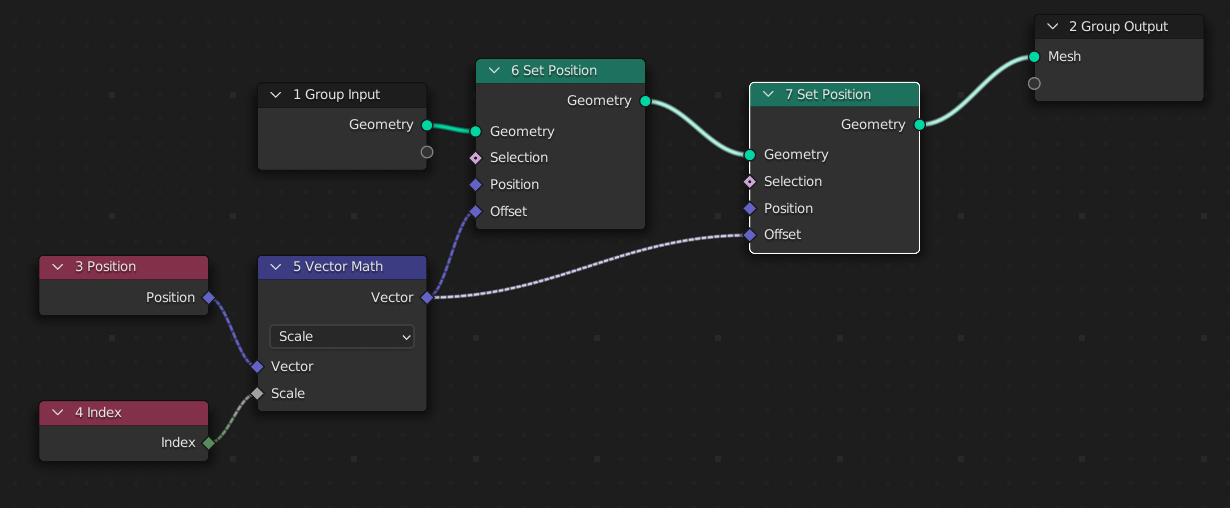 1 Group Input
Geometry
6 Set Position
Geometry
Geometry
Selection
Position
Offset
7 Set Position
Geometry
Geometry
Selection
Position
Offset
2 Group Output
Mesh
3 Position
Position
4 Index
Index
5 Vector Math
Vector
Scale
Vector
Scale